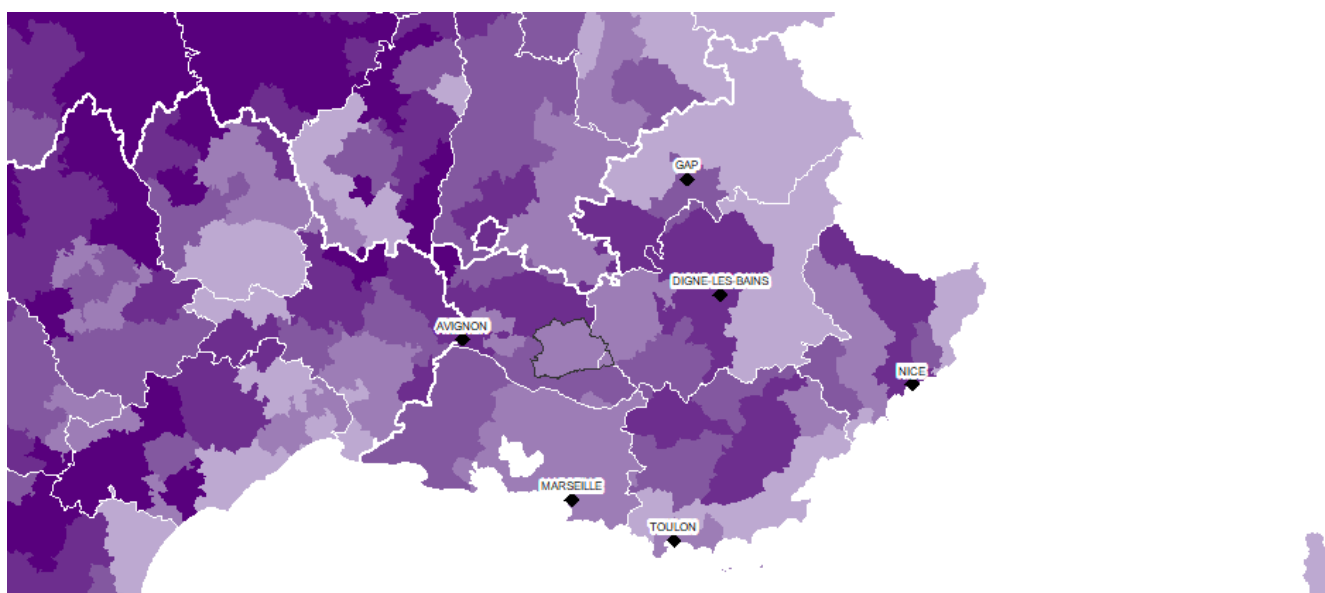 GAP
DIGNE-LES-BAINS
AVIGNON
NICE
MARSEILLE
TOULON